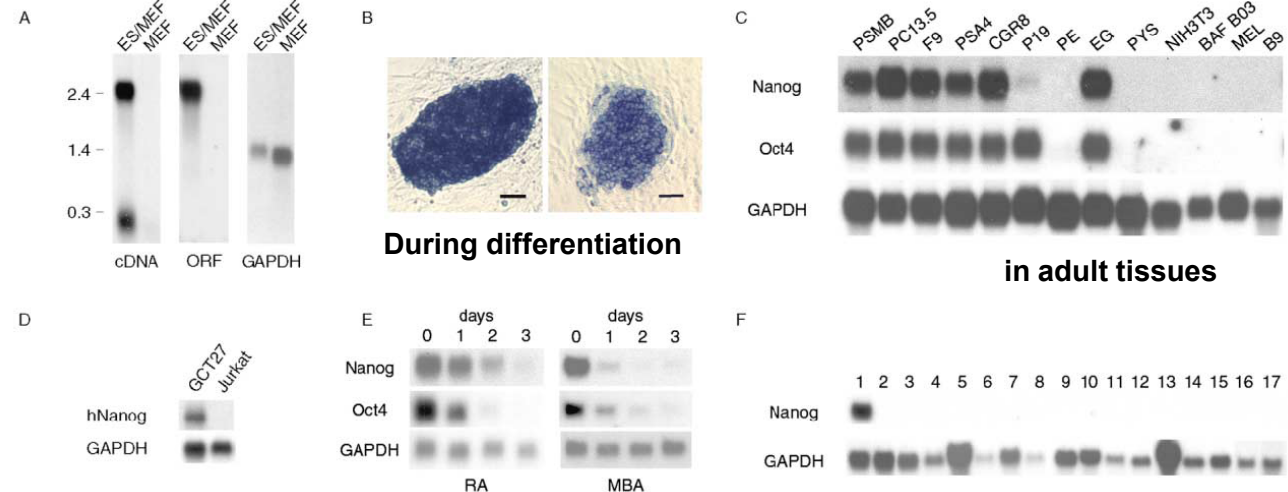 A
ES/MEF
MEF
ES/MEF
MEF
ES/MEF
MEF
2.4
1.4
0.3
cDNA
ORF
GAPDH
B
During differentiation
C
PSMB
PC13.5
F9
PSA4
CGR8
P19
PE
EG
PYS
NIH3T3
BAF B03
MEL
B9
Nanog
Oct4
GAPDH
in adult tissues
D
GCT27
Jurkat
hNanog
GAPDH
E
days
0 1 2 3
days
0 1 2 3
Nanog
Oct4
GAPDH
RA
MBA
F
1 2 3 4 5 6 7 8 9 10 11 12 13 14 15 16 17
Nanog
GAPDH